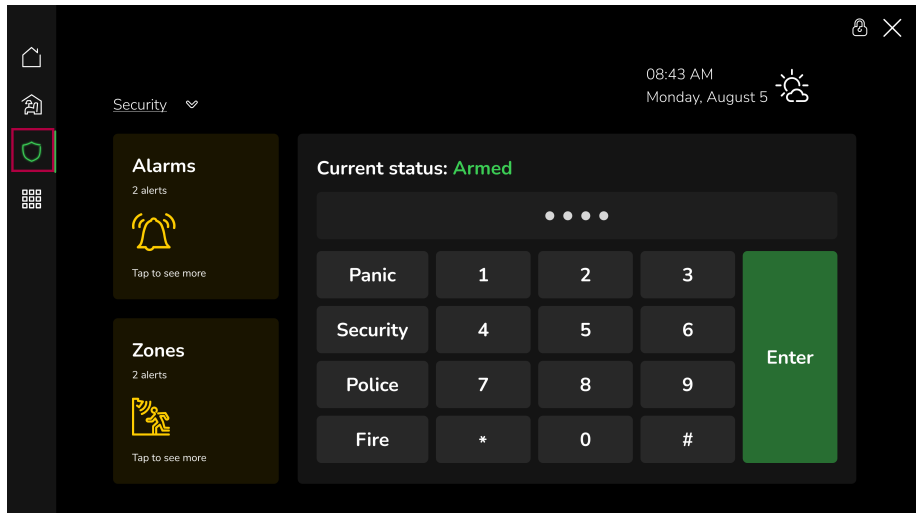 08:43 AM
Monday, August 5
Security
Alarms
2 alerts
Tap to see more
Zones
2 alerts
Tap to see more
Current status: Armed
Panic 1 2 3
Security 4 5 6
Police 7 8 9
Fire * 0 #
Enter